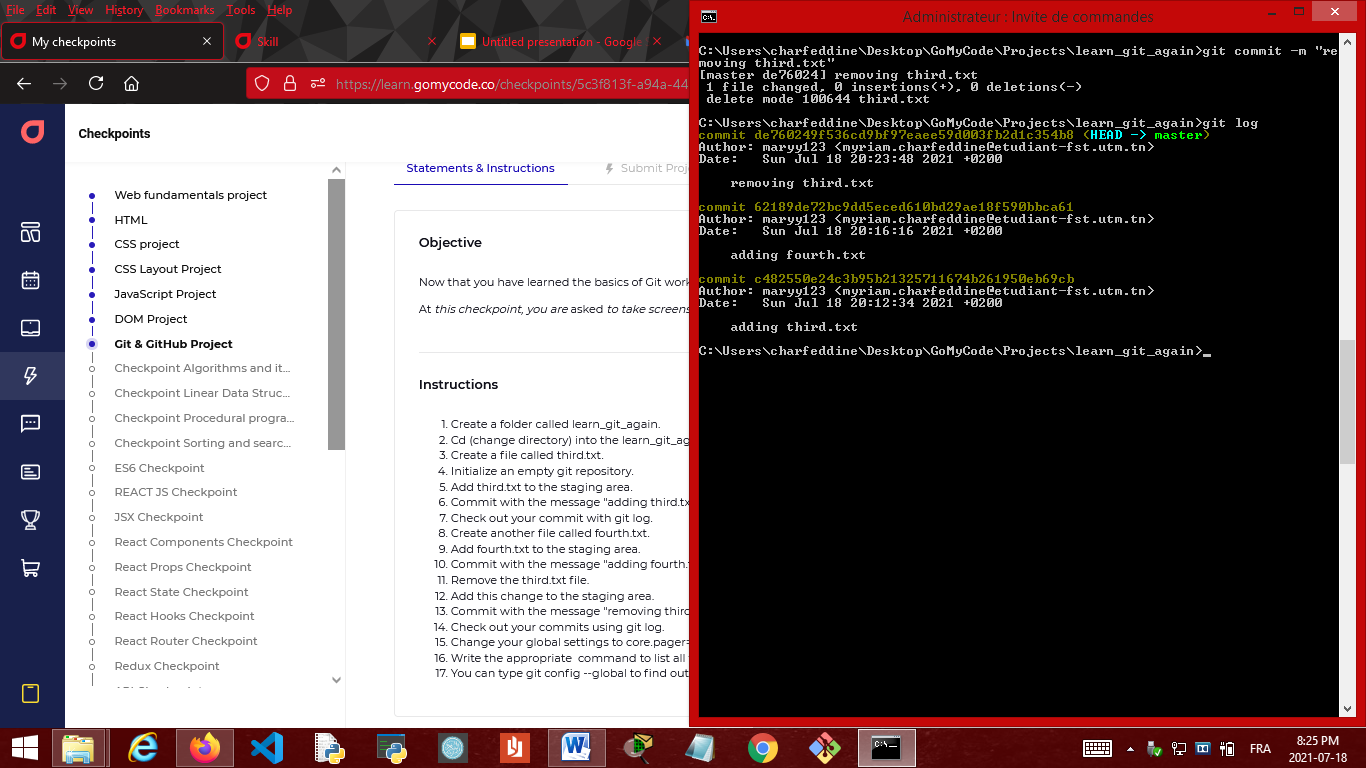 File Edit View History Bookmarks Tools Help
My checkpoints
Skill
Untitled presentation - Google
https://learn.gomycode.co/checkpoints/5c3f813f-a94a-44
Checkpoints
Web fundamentals project
HTML
CSS project
CSS Layout Project
JavaScript Project
DOM Project
Git & GitHub Project
Checkpoint Algorithms and it...
Checkpoint Linear Data Struc...
Checkpoint Procedural progra...
Checkpoint Sorting and searc...
ES6 Checkpoint
REACT JS Checkpoint
JSX Checkpoint
React Components Checkpoint
React Props Checkpoint
React State Checkpoint
React Hooks Checkpoint
React Router Checkpoint
Redux Checkpoint
Statements & Instructions
Submit Proj
Objective
Now that you have learned the basics of Git work
At this checkpoint, you are asked to take screens
Instructions
1. Create a folder called learn_git_again.
2. Cd (change directory) into the learn_git_ag
3. Create a file called third.txt.
4. Initialize an empty git repository.
5. Add third.txt to the staging area.
6. Commit with the message "adding third.tx
7. Check out your commit with git log.
8. Create another file called fourth.txt.
9. Add fourth.txt to the staging area.
10. Commit with the message "adding fourth.t
11. Remove the third.txt file.
12. Add this change to the staging area.
13. Commit with the message "removing third
14. Check out your commits using git log.
15. Change your global settings to core.pager=
16. Write the appropriate  command to list all
17. You can type git config --global to find out
Administrateur : Invite de commandes
C:\Users\charfeddine\Desktop\GoMyCode\Projects\learn_git_again>git commit -m "re
moving third.txt"
[master de76024] removing third.txt
 1 file changed, 0 insertions(+), 0 deletions(-)
 delete mode 100644 third.txt
C:\Users\charfeddine\Desktop\GoMyCode\Projects\learn_git_again>git log
commit de760249f536cd9bf97eaee59d003fb2d1c354b8 (HEAD -> master)
Author: maryy123 <myriam.charfeddine@etudiant-fst.utm.tn>
Date:   Sun Jul 18 20:23:48 2021 +0200
    removing third.txt
commit 62189de72bc9dd5eced610bd29ae18f590bbca61
Author: maryy123 <myriam.charfeddine@etudiant-fst.utm.tn>
Date:   Sun Jul 18 20:16:16 2021 +0200
    adding fourth.txt
commit c482550e24c3b95b21325711674b261950eb69cb
Author: maryy123 <myriam.charfeddine@etudiant-fst.utm.tn>
Date:   Sun Jul 18 20:12:34 2021 +0200
    adding third.txt
C:\Users\charfeddine\Desktop\GoMyCode\Projects\learn_git_again>_
FRA
8:25 PM
2021-07-18